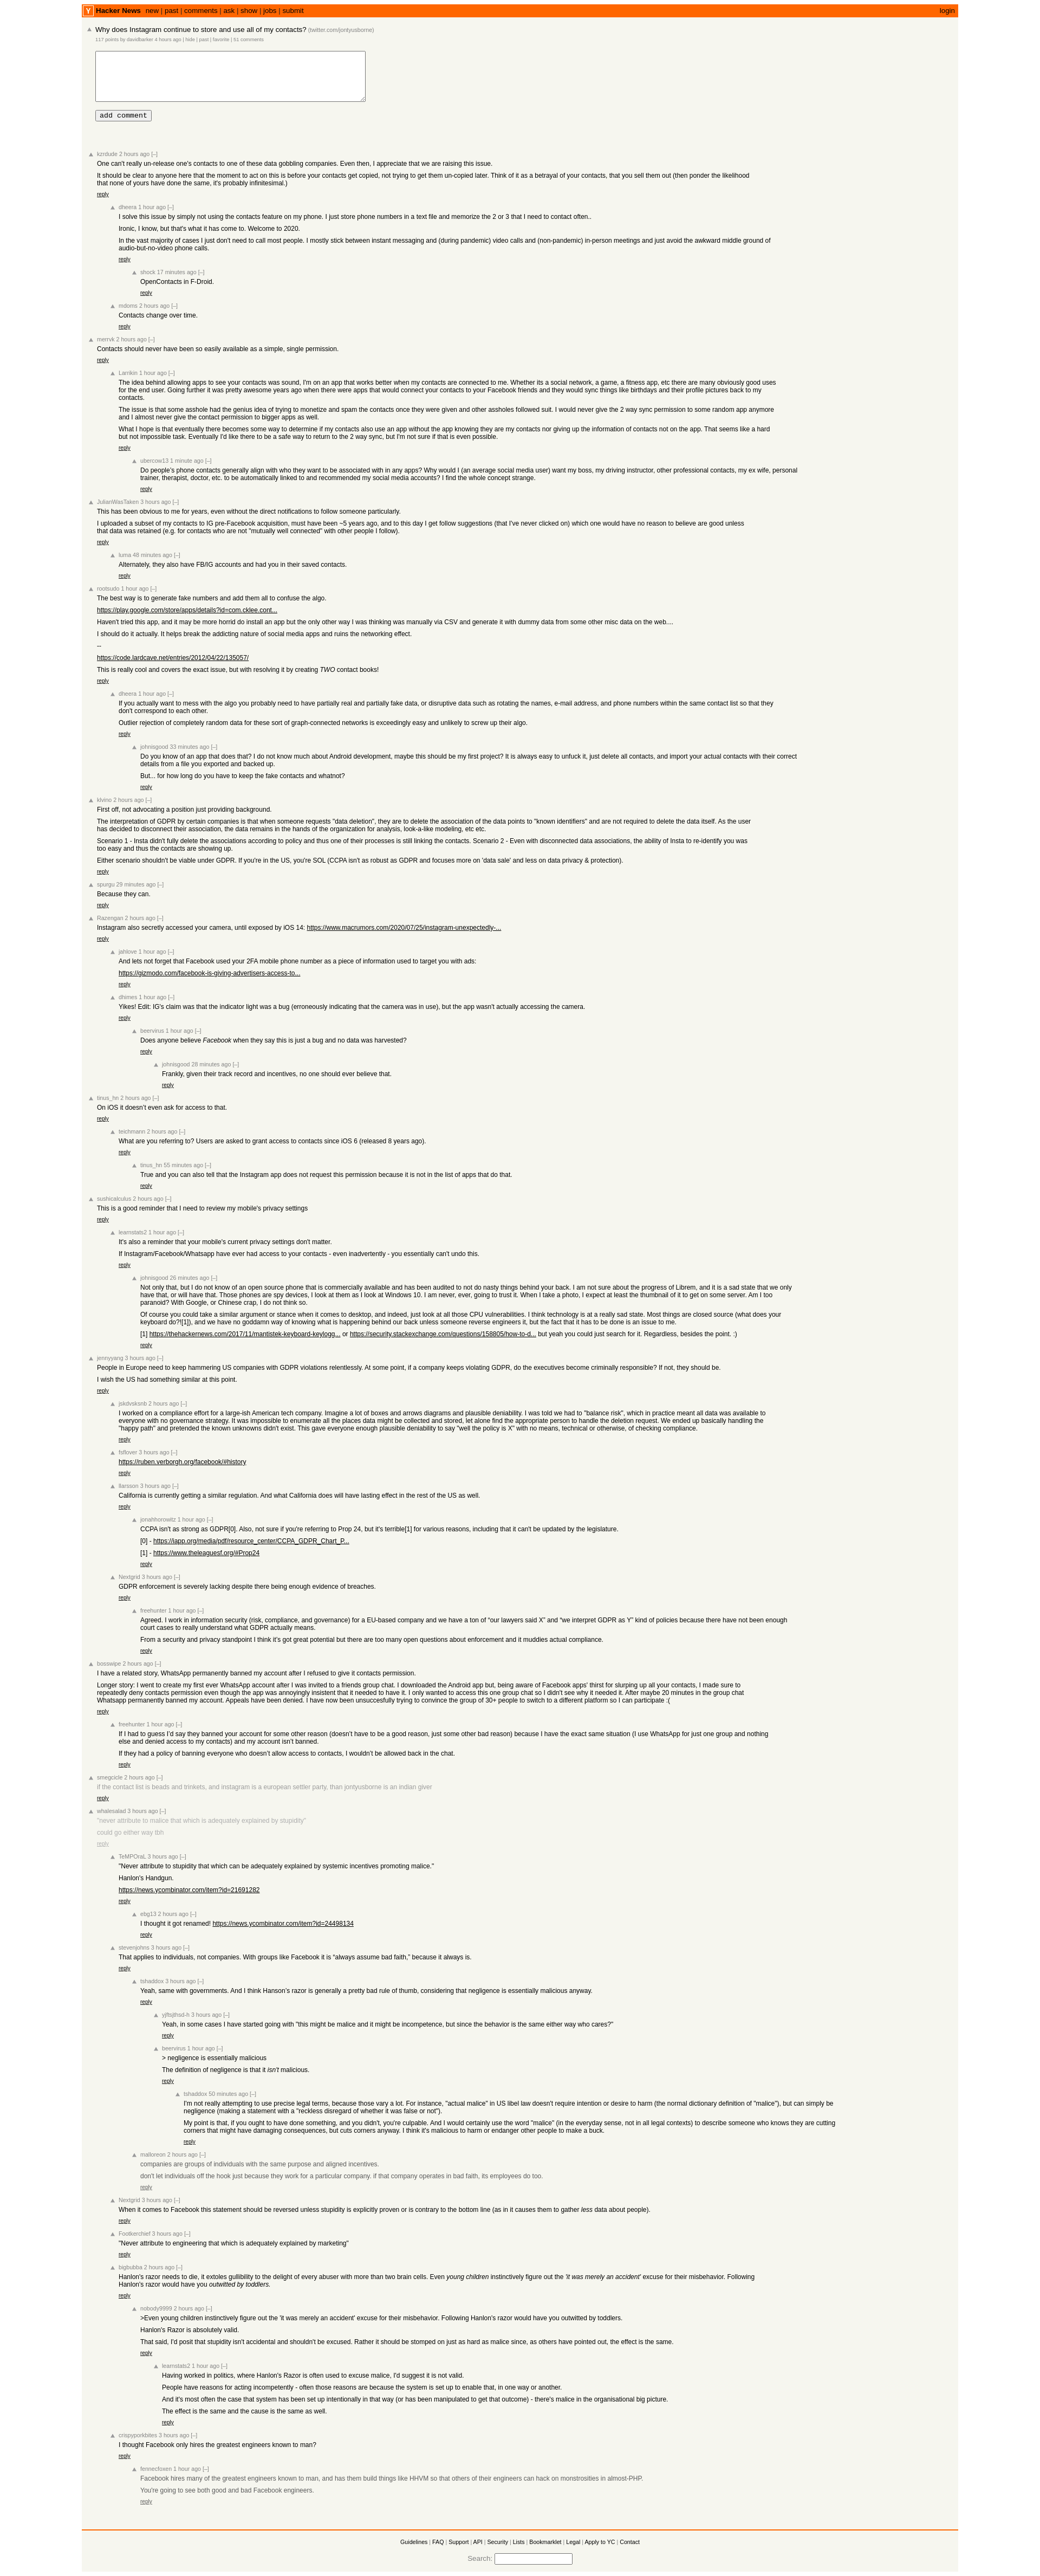 Y Hacker News new | past | comments | ask | show | jobs | submit login
Why does Instagram continue to store and use all of my contacts? (twitter.com/jontyusborne)
117 points by davidbarker 4 hours ago | hide | past | favorite | 61 comments
add comment
kzrdude 2 hours ago [–]
One can't really un-release one's contacts to one of these data gobbling companies. Even then, I appreciate that we are raising this issue.
It should be clear to anyone here that the moment to act on this is before your contacts get copied, not trying to get them un-copied later. Think of it as a betrayal of your contacts, that you sell them out (then ponder the likelihood
that none of yours have done the same, it's probably infinitesimal.)
reply
dheera 1 hour ago [–]
I solve this issue by simply not using the contacts feature on my phone. I just store phone numbers in a text file and memorize the 2 or 3 that I need to contact often..
Ironic, I know, but that's what it has come to. Welcome to 2020.
In the vast majority of cases I just don't need to call most people. I mostly stick between instant messaging and (during pandemic) video calls and (non-pandemic) in-person meetings and just avoid the awkward middle ground of
audio-but-no-video phone calls.
reply
shock 17 minutes ago [–]
OpenContacts in F-Droid.
reply
mdoms 2 hours ago [–]
Contacts change over time.
reply
merrvk 2 hours ago [–]
Contacts should never have been so easily available as a simple, single permission.
reply
Larrikin 1 hour ago [–]
The idea behind allowing apps to see your contacts was sound, I'm on an app that works better when my contacts are connected to me. Whether its a social network, a game, a fitness app, etc there are many obviously good uses
for the end user. Going further it was pretty awesome years ago when there were apps that would connect your contacts to your Facebook friends and they would sync things like birthdays and their profile pictures back to my
contacts.
The issue is that some asshole had the genius idea of trying to monetize and spam the contacts once they were given and other assholes followed suit. I would never give the 2 way sync permission to some random app anymore
and I almost never give the contact permission to bigger apps as well.
What I hope is that eventually there becomes some way to determine if my contacts also use an app without the app knowing they are my contacts nor giving up the information of contacts not on the app. That seems like a hard
but not impossible task. Eventually I'd like there to be a safe way to return to the 2 way sync, but I'm not sure if that is even possible.
reply
ubercow13 1 minute ago [–]
Do people's phone contacts generally align with who they want to be associated with in any apps? Why would I (an average social media user) want my boss, my driving instructor, other professional contacts, my ex wife, personal
trainer, therapist, doctor, etc. to be automatically linked to and recommended my social media accounts? I find the whole concept strange.
reply
JulianWasTaken 3 hours ago [–]
This has been obvious to me for years, even without the direct notifications to follow someone particularly.
I uploaded a subset of my contacts to IG pre-Facebook acquisition, must have been ~5 years ago, and to this day I get follow suggestions (that I've never clicked on) which one would have no reason to believe are good unless
that data was retained (e.g. for contacts who are not "mutually well connected" with other people I follow).
reply
luma 48 minutes ago [–]
Alternately, they also have FB/IG accounts and had you in their saved contacts.
reply
rootsudo 1 hour ago [–]
The best way is to generate fake numbers and add them all to confuse the algo.
https://play.google.com/store/apps/details?id=com.cklee.cont...
Haven't tried this app, and it may be more horrid do install an app but the only other way I was thinking was manually via CSV and generate it with dummy data from some other misc data on the web....
I should do it actually. It helps break the addicting nature of social media apps and ruins the networking effect.
--
https://code.lardcave.net/entries/2012/04/22/135057/
This is really cool and covers the exact issue, but with resolving it by creating TWO contact books!
reply
dheera 1 hour ago [–]
If you actually want to mess with the algo you probably need to have partially real and partially fake data, or disruptive data such as rotating the names, e-mail address, and phone numbers within the same contact list so that they
don't correspond to each other.
Outlier rejection of completely random data for these sort of graph-connected networks is exceedingly easy and unlikely to screw up their algo.
reply
johnisgood 33 minutes ago [–]
Do you know of an app that does that? I do not know much about Android development, maybe this should be my first project? It is always easy to unfuck it, just delete all contacts, and import your actual contacts with their correct
details from a file you exported and backed up.
But... for how long do you have to keep the fake contacts and whatnot?
reply
idvino 2 hours ago [–]
First off, not advocating a position just providing background.
The interpretation of GDPR by certain companies is that when someone requests "data deletion", they are to delete the association of the data points to "known identifiers" and are not required to delete the data itself. As the user
has decided to disconnect their association, the data remains in the hands of the organization for analysis, look-a-like modeling, etc etc.
Scenario 1 - Insta didn't fully delete the associations according to policy and thus one of their processes is still linking the contacts. Scenario 2 - Even with disconnected data associations, the ability of Insta to re-identify you was
too easy and thus the contacts are showing up.
Either scenario shouldn't be viable under GDPR. If you're in the US, you're SOL (CCPA isn't as robust as GDPR and focuses more on 'data sale' and less on data privacy & protection).
reply
spurgu 29 minutes ago [–]
Because they can.
reply
Razengan 2 hours ago [–]
Instagram also secretly accessed your camera, until exposed by iOS 14: https://www.macrumors.com/2020/07/25/instagram-unexpectedly-...
reply
jahlove 1 hour ago [–]
And lets not forget that Facebook used your 2FA mobile phone number as a piece of information used to target you with ads:
https://gizmodo.com/facebook-is-giving-advertisers-access-to...
reply
dhimes 1 hour ago [–]
Yikes! Edit: IG's claim was that the indicator light was a bug (erroneously indicating that the camera was in use), but the app wasn't actually accessing the camera.
reply
beervirus 1 hour ago [–]
Does anyone believe Facebook when they say this is just a bug and no data was harvested?
reply
johnisgood 28 minutes ago [–]
Frankly, given their track record and incentives, no one should ever believe that.
reply
tinus_hn 2 hours ago [–]
On iOS it doesn't even ask for access to that.
reply
teichmann 2 hours ago [–]
What are you referring to? Users are asked to grant access to contacts since iOS 6 (released 8 years ago).
reply
tinus_hn 55 minutes ago [–]
True and you can also tell that the Instagram app does not request this permission because it is not in the list of apps that do that.
reply
sushicalculus 2 hours ago [–]
This is a good reminder that I need to review my mobile's privacy settings
reply
learnstats2 1 hour ago [–]
It's also a reminder that your mobile's current privacy settings don't matter.
If Instagram/Facebook/Whatsapp have ever had access to your contacts - even inadvertently - you essentially can't undo this.
reply
johnisgood 26 minutes ago [–]
Not only that, but I do not know of an open source phone that is commercially available and has been audited to not do nasty things behind your back. I am not sure about the progress of Librem, and it is a sad state that we only
have that, or will have that. Those phones are spy devices, I look at them as I look at Windows 10. I am never, ever, going to trust it. When I take a photo, I expect at least the thumbnail of it to get on some server. Am I too
paranoid? With Google, or Chinese crap, I do not think so.
Of course you could take a similar argument or stance when it comes to desktop, and indeed, just look at all those CPU vulnerabilities. I think technology is at a really sad state. Most things are closed source (what does your
keyboard do?![1]), and we have no goddamn way of knowing what is happening behind our backs unless someone reverse engineers it, but the fact that it has to be done is an issue to me.
[1] https://thehackernews.com/2017/11/mantistek-keyboard-keylogg... or https://security.stackexchange.com/questions/158805/how-to-d... but yeah you could just search for it. Regardless, besides the point. :)
reply
jennyyang 3 hours ago [–]
People in Europe need to keep hammering US companies with GDPR violations relentlessly. At some point, if a company keeps violating GDPR, do the executives become criminally responsible? If not, they should be.
I wish the US had something similar at this point.
reply
jskdvsksnb 2 hours ago [–]
I worked on a compliance effort for a large-ish American tech company. Imagine a lot of boxes and arrows diagrams and plausible deniability. I was told we had to "balance risk", which in practice meant all data was available to
everyone with no governance strategy. It was impossible to enumerate all the places data might be collected and stored, let alone find the appropriate person to handle the deletion request. We ended up basically handling the
"happy path" and pretended the known unknowns didn't exist. This gave everyone enough plausible deniability to say "well the policy is X" with no means, technical or otherwise, of checking compliance.
reply
fsflover 3 hours ago [–]
https://ruben.verborgh.org/facebook/#history
reply
llarsson 3 hours ago [–]
California is currently getting a similar regulation. And what California does will have lasting effect in the rest of the US as well.
reply
jonahhorowitz 1 hour ago [–]
CCPA isn't as strong as GDPR[0]. Also, not sure if you're referring to Prop 24, but it's terrible[1] for various reasons, including that it can't be updated by the legislature.
[0] - https://iapp.org/media/pdf/resource_center/CCPA_GDPR_Chart_P...
[1] - https://www.theleaguesf.org/#Prop24
reply
Nextgrid 3 hours ago [–]
GDPR enforcement is severely lacking despite there being enough evidence of breaches.
reply
freehunter 1 hour ago [–]
Agreed. I work in information security (risk, compliance, and governance) for a EU-based company and we have a ton of “our lawyers said X” and “we interpret GDPR as Y” kind of policies because there have not been enough
court cases to really understand what GDPR actually means.
From a security and privacy standpoint I think it's got great potential but there are too many open questions about enforcement and it muddies actual compliance.
reply
bosswipe 2 hours ago [–]
I have a related story, WhatsApp permanently banned my account after I refused to give it contacts permission.
Longer story: I went to create my first ever WhatsApp account after I was invited to a friends group chat. I downloaded the Android app but, being aware of Facebook apps' thirst for slurping up all your contacts, I made sure to
repeatedly deny contacts permission even though the app was annoyingly insistent that it needed to have it. I only wanted to access this one group chat so I didn't see why it needed it. After maybe 20 minutes in the group chat
Whatsapp permanently banned my account. Appeals have been denied. I have now been unsuccessfully trying to convince the group of 30+ people to switch to a different platform so I can participate :(
reply
freehunter 1 hour ago [–]
If I had to guess I'd say they banned your account for some other reason (doesn't have to be a good reason, just some other bad reason) because I have the exact same situation (I use WhatsApp for just one group and nothing
else and denied access to my contacts) and my account isn't banned.
If they had a policy of banning everyone who doesn't allow access to contacts, I wouldn't be allowed back in the chat.
reply
smegcicle 2 hours ago [–]
if the contact list is beads and trinkets, and instagram is a european settler party, than jontyusborne is an indian giver
reply
whalesalad 3 hours ago [–]
"never attribute to malice that which is adequately explained by stupidity"
could go either way tbh
reply
TeMPOraL 3 hours ago [–]
"Never attribute to stupidity that which can be adequately explained by systemic incentives promoting malice."
Hanlon's Handgun.
https://news.ycombinator.com/item?id=21691282
reply
ebg13 2 hours ago [–]
I thought it got renamed! https://news.ycombinator.com/item?id=24498134
reply
stevenjohns 3 hours ago [–]
That applies to individuals, not companies. With groups like Facebook it is “always assume bad faith,” because it always is.
reply
tshaddox 3 hours ago [–]
Yeah, same with governments. And I think Hanson's razor is generally a pretty bad rule of thumb, considering that negligence is essentially malicious anyway.
reply
yjftsjthsd-h 3 hours ago [–]
Yeah, in some cases I have started going with "this might be malice and it might be incompetence, but since the behavior is the same either way who cares?"
reply
beervirus 1 hour ago [–]
> negligence is essentially malicious
The definition of negligence is that it isn't malicious.
reply
tshaddox 50 minutes ago [–]
I'm not really attempting to use precise legal terms, because those vary a lot. For instance, "actual malice" in US libel law doesn't require intention or desire to harm (the normal dictionary definition of "malice"), but can simply be
negligence (making a statement with a "reckless disregard of whether it was false or not").
My point is that, if you ought to have done something, and you didn't, you're culpable. And I would certainly use the word "malice" (in the everyday sense, not in all legal contexts) to describe someone who knows they are cutting
corners that might have damaging consequences, but cuts corners anyway. I think it's malicious to harm or endanger other people to make a buck.
reply
malloreon 2 hours ago [–]
companies are groups of individuals with the same purpose and aligned incentives.
don't let individuals off the hook just because they work for a particular company. if that company operates in bad faith, its employees do too.
reply
Nextgrid 3 hours ago [–]
When it comes to Facebook this statement should be reversed unless stupidity is explicitly proven or is contrary to the bottom line (as in it causes them to gather less data about people).
reply
Footkerchief 3 hours ago [–]
"Never attribute to engineering that which is adequately explained by marketing"
reply
bigbubba 2 hours ago [–]
Hanlon's razor needs to die, it extoles gullibility to the delight of every abuser with more than two brain cells. Even young children instinctively figure out the 'it was merely an accident' excuse for their misbehavior. Following
Hanlon's razor would have you outwitted by toddlers.
reply
nobody9999 2 hours ago [–]
>Even young children instinctively figure out the 'it was merely an accident' excuse for their misbehavior. Following Hanlon's razor would have you outwitted by toddlers.
Hanlon's Razor is absolutely valid.
That said, I'd posit that stupidity isn't accidental and shouldn't be excused. Rather it should be stomped on just as hard as malice since, as others have pointed out, the effect is the same.
reply
learnstats2 1 hour ago [–]
Having worked in politics, where Hanlon's Razor is often used to excuse malice, I'd suggest it is not valid.
People have reasons for acting incompetently - often those reasons are because the system is set up to enable that, in one way or another.
And it's most often the case that system has been set up intentionally in that way (or has been manipulated to get that outcome) - there's malice in the organisational big picture.
The effect is the same and the cause is the same as well.
reply
crispyporkbites 3 hours ago [–]
I thought Facebook only hires the greatest engineers known to man?
reply
fennecfoxen 1 hour ago [–]
Facebook hires many of the greatest engineers known to man, and has them build things like HHVM so that others of their engineers can hack on monstrosities in almost-PHP.
You're going to see both good and bad Facebook engineers.
reply
Guidelines | FAQ | Support | API | Security | Lists | Bookmarklet | Legal | Apply to YC | Contact
Search: